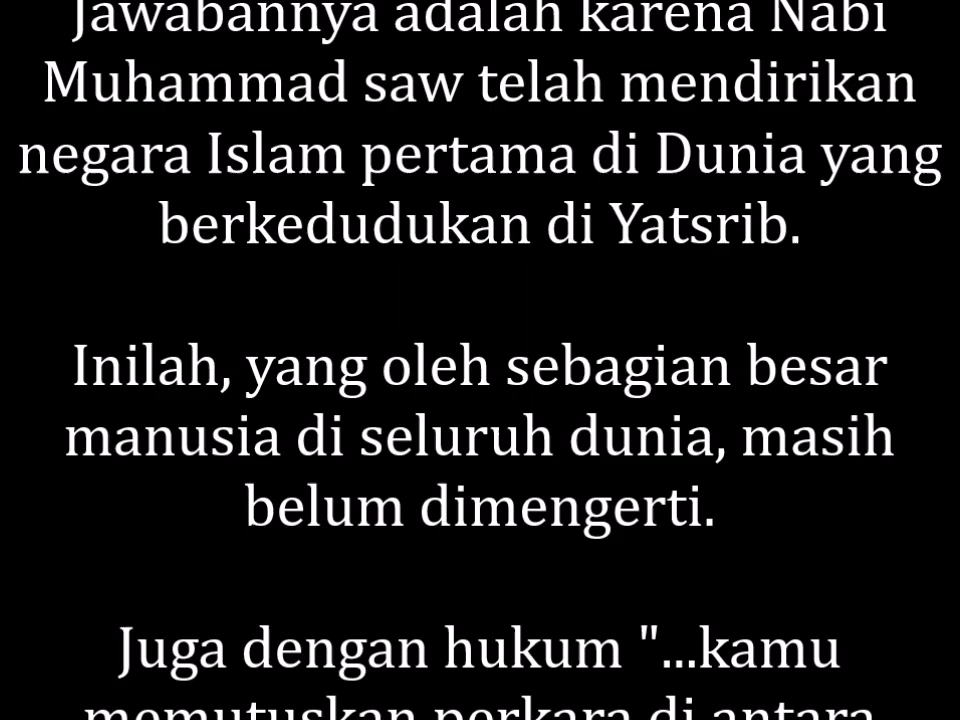 Jawabannya adalah karena Nabi
Muhammad saw telah mendirikan
negara Islam pertama di Dunia yang
berkedudukan di Yatsrib.
Inilah, yang oleh sebagian besar
manusia di seluruh dunia, masih
belum dimengerti.
Juga dengan hukum "...kamu
memutuskan perkara di antara